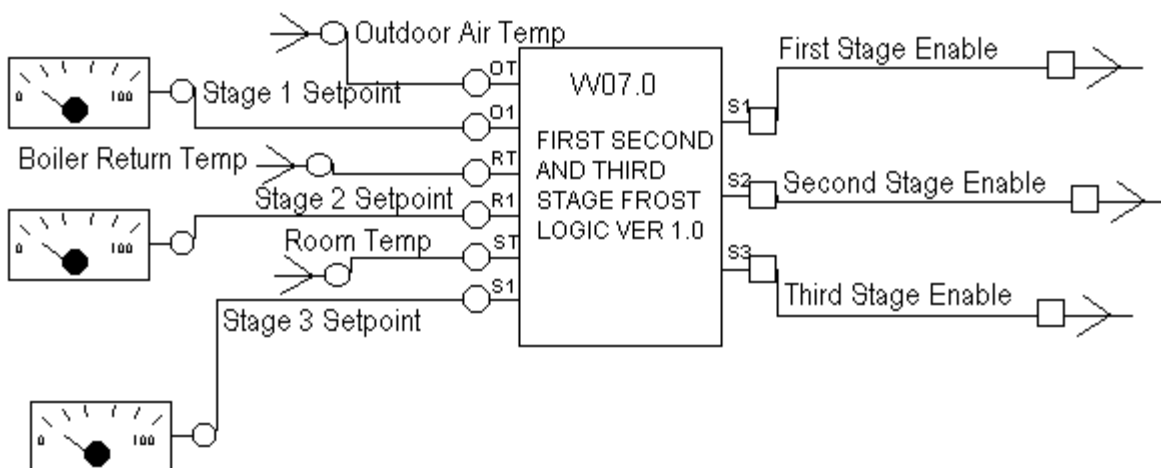 Outdoor Air Temp
First Stage Enable
OT
VV07.0
0 100
Stage 1 Setpoint
O1
S1
FIRST SECOND
AND THIRD
STAGE FROST
LOGIC VER 1.0
Boiler Return Temp
RT
Stage 2 Setpoint
R1
S2
Second Stage Enable
0 100
Room Temp
ST
S3
S1
Third Stage Enable
Stage 3 Setpoint
0 100